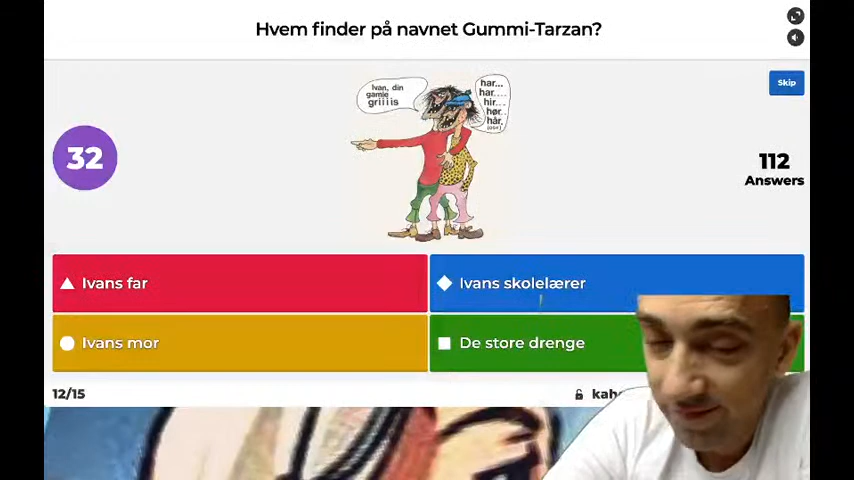 Hvem finder på navnet Gummi-Tarzan?
Skip
Ivan, din
gamle
griiiis
har...
har....
hir...
hør..
hår.
32
112
Answers
Ivans far
Ivans skolelærer
Ivans mor
De store drenge
12/15